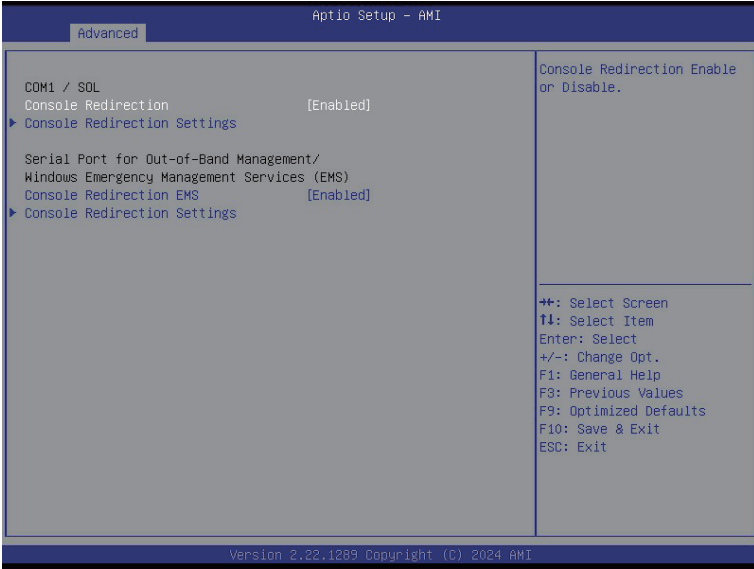 Aptio Setup – AMI
Advanced
COM1 / SOL
Console Redirection [Enabled]
▶ Console Redirection Settings
Serial Port for Out-of-Band Management/
Windows Emergency Management Services (EMS)
Console Redirection EMS [Enabled]
▶ Console Redirection Settings
Console Redirection Enable
or Disable.
→←: Select Screen
↑↓: Select Item
Enter: Select
+/-: Change Opt.
F1: General Help
F3: Previous Values
F9: Optimized Defaults
F10: Save & Exit
ESC: Exit
Version 2.22.1289 Copyright (C) 2024 AMI